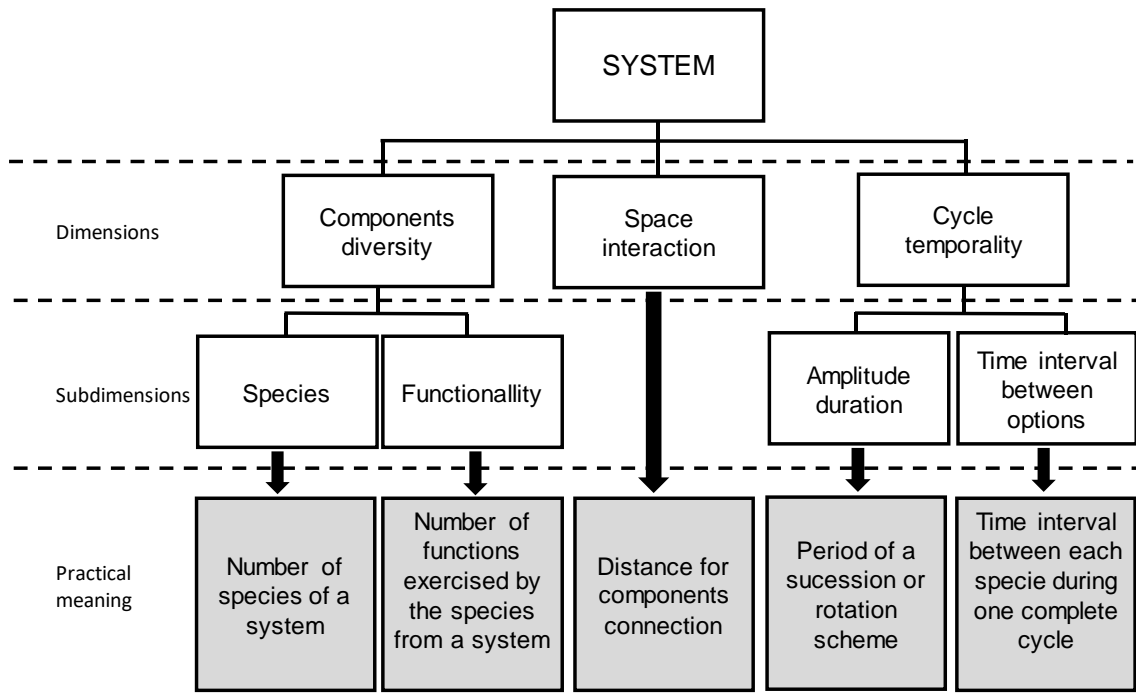 SYSTEM
Dimensions
Components
diversity
Space
interaction
Cycle
temporality
Subdimensions
Species
Functionallity
Amplitude
duration
Time interval
between
options
Practical
meaning
Number of
species of a
system
Number of
functions
exercised by
the species
from a system
Distance for
components
connection
Period of a
sucession or
rotation
scheme
Time interval
between each
specie during
one complete
cycle